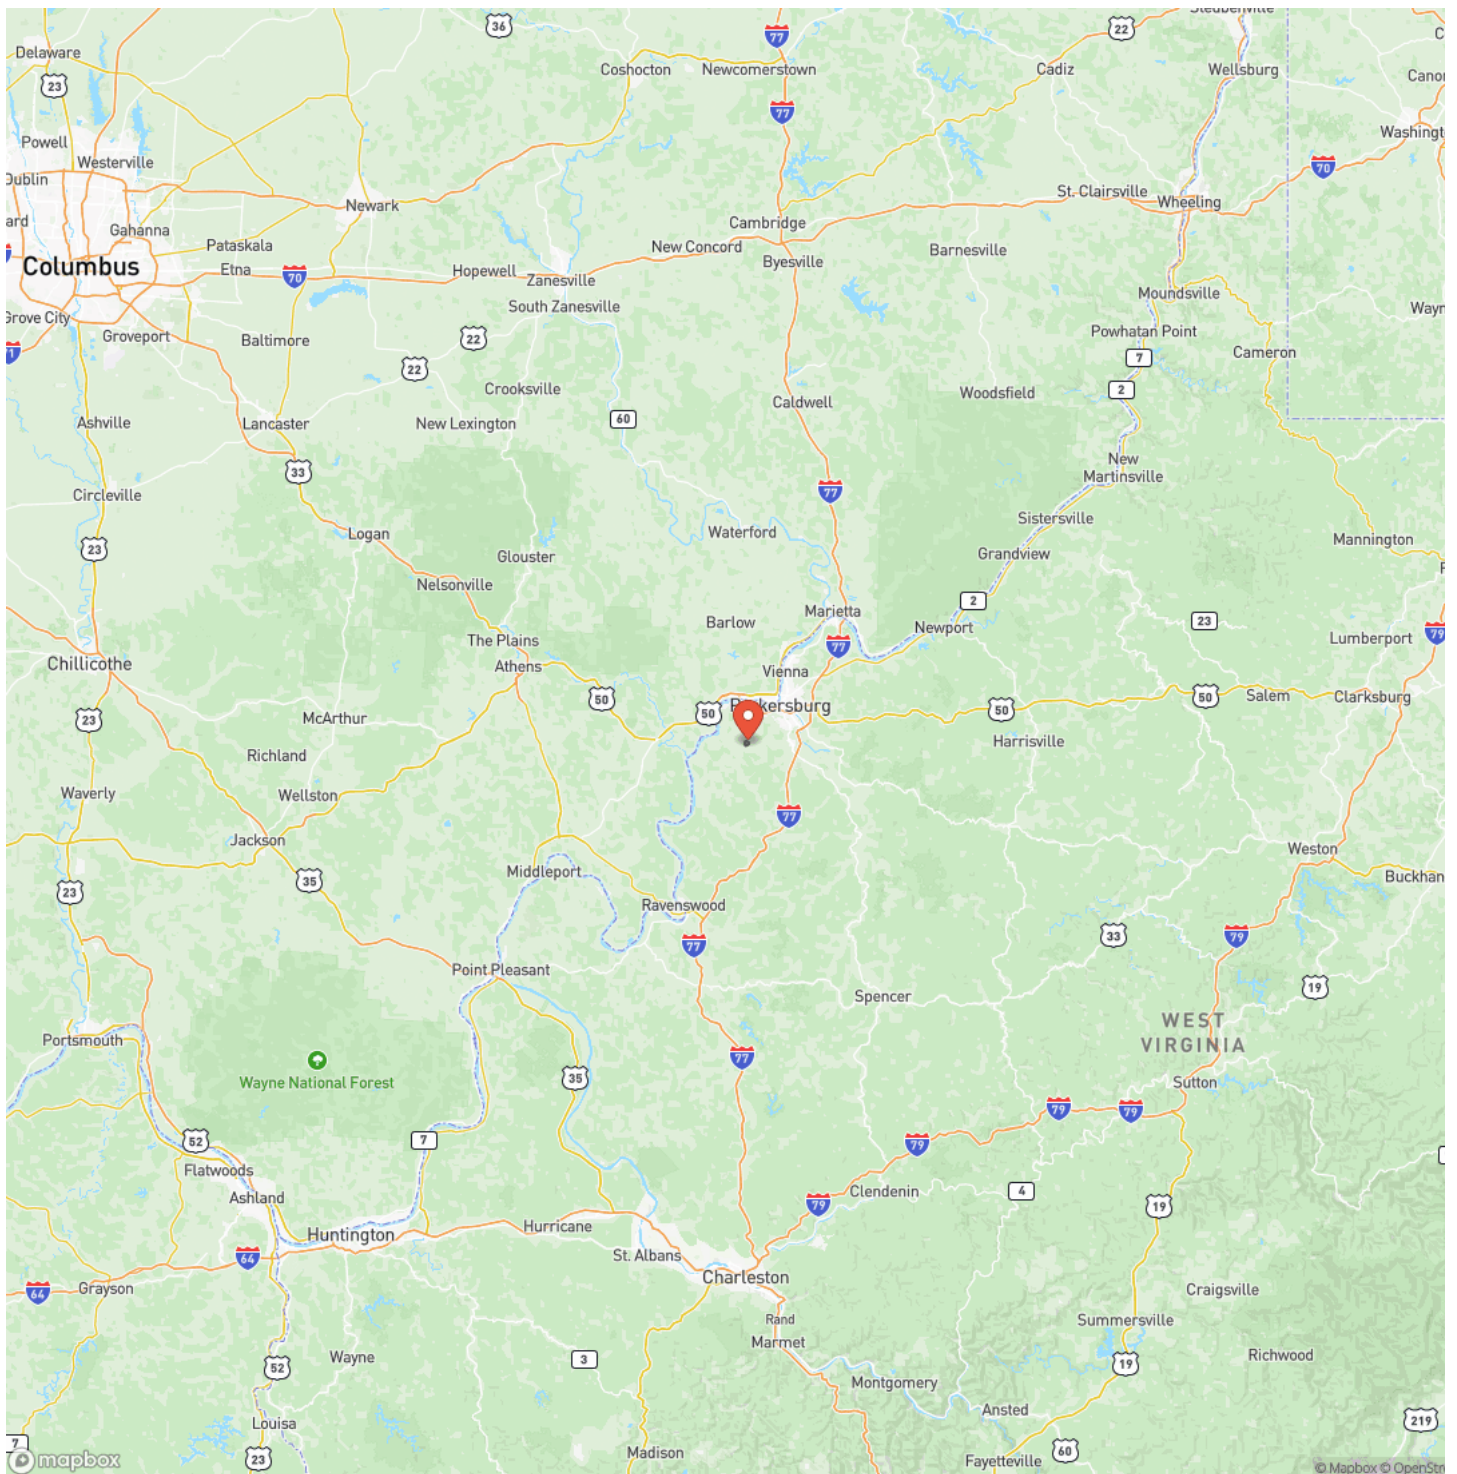 Steubenville
36
77
22
Delaware
Coshocton
Newcomerstown
Cadiz
Wellsburg
23
77
Powell
Westerville
Dublin
70
St. Clairsville
Wheeling
Newark
Gahanna
Cambridge
New Concord
Barnesville
Pataskala
Columbus
Etna
70
Hopewell
Zanesville
Byesville
Moundsville
South Zanesville
Grove City
Groveport
Baltimore
22
Powhatan Point
7
Cameron
22
Crooksville
2
Woodsfield
Caldwell
Ashville
Lancaster
New Lexington
60
33
New
Martinsville
Circleville
77
Sistersville
23
Logan
Waterford
Mannington
Glouster
Grandview
Nelsonville
2
Marietta
Barlow
Newport
23
79
The Plains
77
Lumberport
Chillicothe
Athens
Vienna
50
50
Salem
Clarksburg
23
McArthur
50
Parkersburg
50
Richland
Harrisville
Waverly
Wellston
77
Jackson
Weston
Middleport
35
23
Ravenswood
33
79
77
Point Pleasant
Spencer
19
WEST
VIRGINIA
Portsmouth
77
Wayne National Forest
35
Sutton
79
79
52
7
79
Flatwoods
Ashland
Clendenin
4
79
19
Huntington
Hurricane
64
St. Albans
Charleston
64
Grayson
Craigsville
Rand
Summersville
Marmet
Wayne
3
Richwood
52
19
Montgomery
Ansted
Louisa
219
7
23
Madison
60
Fayetteville
mapbox
© Mapbox © OpenStre